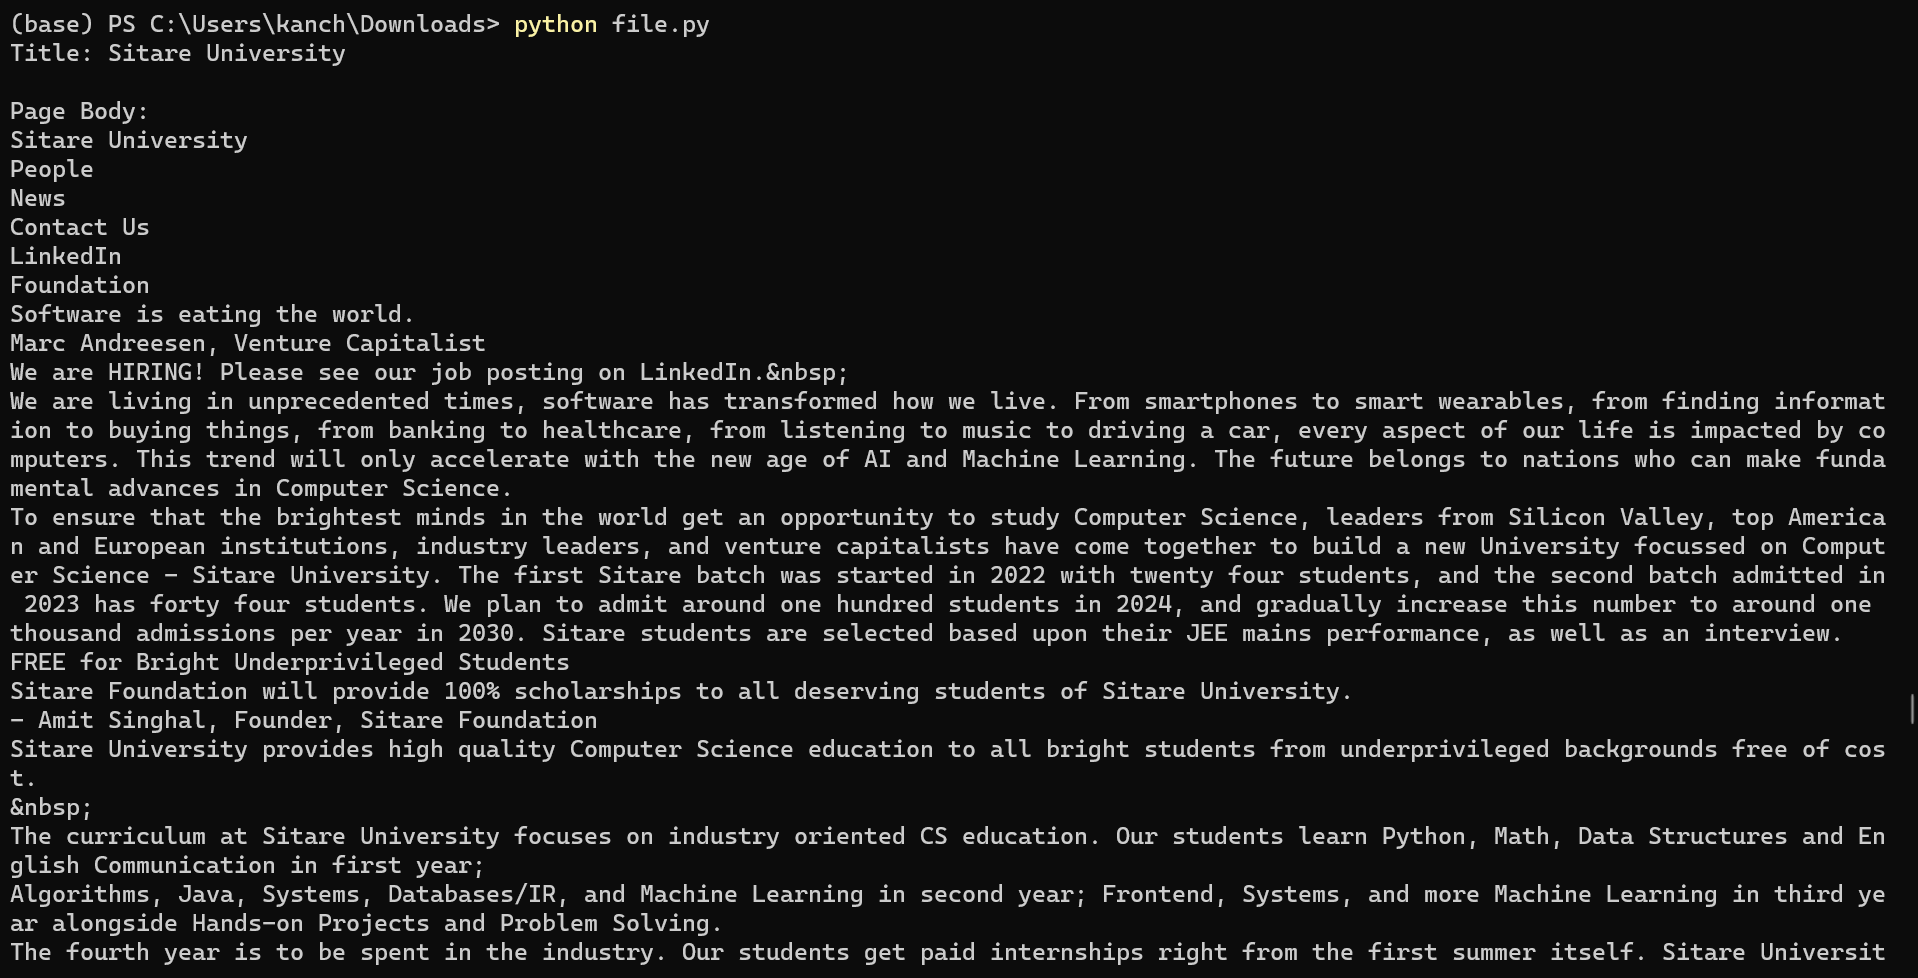 (base) PS C:\Users\kanch\Downloads> python file.py
Title: Sitare University
Page Body:
Sitare University
People
News
Contact Us
LinkedIn
Foundation
Software is eating the world.
Marc Andreesen, Venture Capitalist
We are HIRING! Please see our job posting on LinkedIn.&nbsp;
We are living in unprecedented times, software has transformed how we live. From smartphones to smart wearables, from finding informat
ion to buying things, from banking to healthcare, from listening to music to driving a car, every aspect of our life is impacted by co
mputers. This trend will only accelerate with the new age of AI and Machine Learning. The future belongs to nations who can make funda
mental advances in Computer Science.
To ensure that the brightest minds in the world get an opportunity to study Computer Science, leaders from Silicon Valley, top America
n and European institutions, industry leaders, and venture capitalists have come together to build a new University focussed on Comput
er Science – Sitare University. The first Sitare batch was started in 2022 with twenty four students, and the second batch admitted in
 2023 has forty four students. We plan to admit around one hundred students in 2024, and gradually increase this number to around one
thousand admissions per year in 2030. Sitare students are selected based upon their JEE mains performance, as well as an interview.
FREE for Bright Underprivileged Students
Sitare Foundation will provide 100% scholarships to all deserving students of Sitare University.
- Amit Singhal, Founder, Sitare Foundation
Sitare University provides high quality Computer Science education to all bright students from underprivileged backgrounds free of cos
t.
&nbsp;
The curriculum at Sitare University focuses on industry oriented CS education. Our students learn Python, Math, Data Structures and En
glish Communication in first year;
Algorithms, Java, Systems, Databases/IR, and Machine Learning in second year; Frontend, Systems, and more Machine Learning in third ye
ar alongside Hands-on Projects and Problem Solving.
The fourth year is to be spent in the industry. Our students get paid internships right from the first summer itself. Sitare Universit